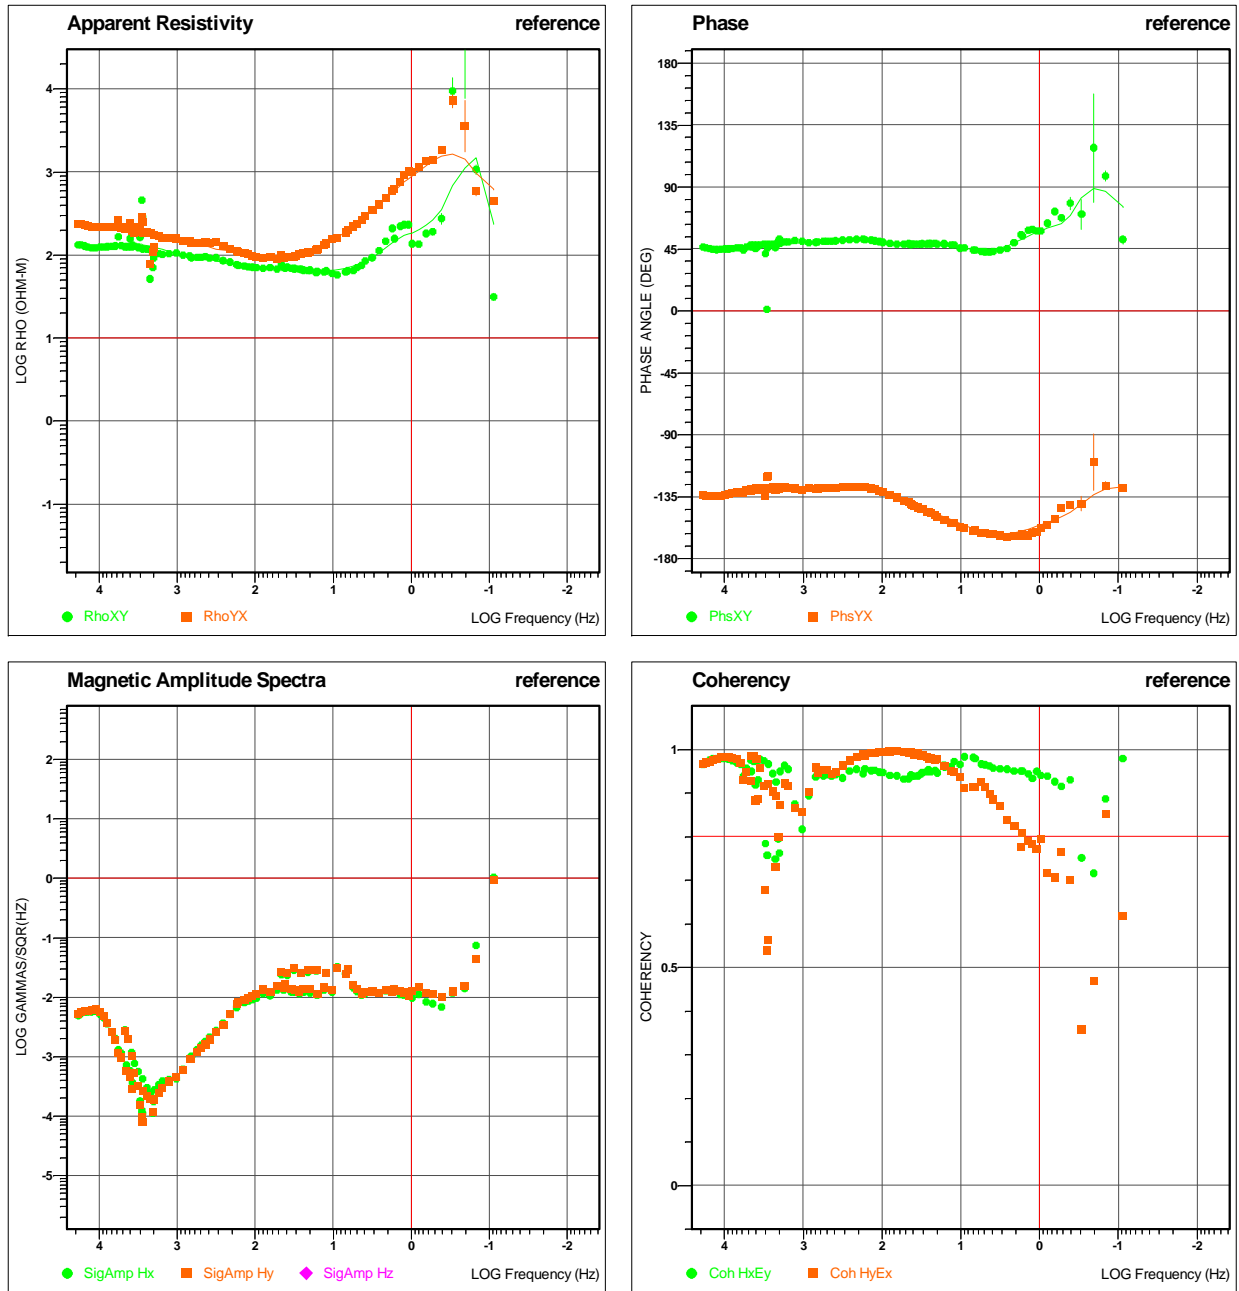 Apparent Resistivity reference
LOG RHO (OHM-M)
4
3
2
1
0
-1
4 3 2 1 0 -1 -2
RhoXY RhoYX LOG Frequency (Hz)
Phase reference
PHASE ANGLE (DEG)
180
135
90
45
0
-45
-90
-135
-180
4 3 2 1 0 -1 -2
PhsXY PhsYX LOG Frequency (Hz)
Magnetic Amplitude Spectra reference
LOG GAMMAS/SQR(HZ)
2
1
0
-1
-2
-3
-4
-5
4 3 2 1 0 -1 -2
SigAmp Hx SigAmp Hy SigAmp Hz LOG Frequency (Hz)
Coherency reference
COHERENCY
1
0.5
0
4 3 2 1 0 -1 -2
Coh HxEy Coh HyEx LOG Frequency (Hz)